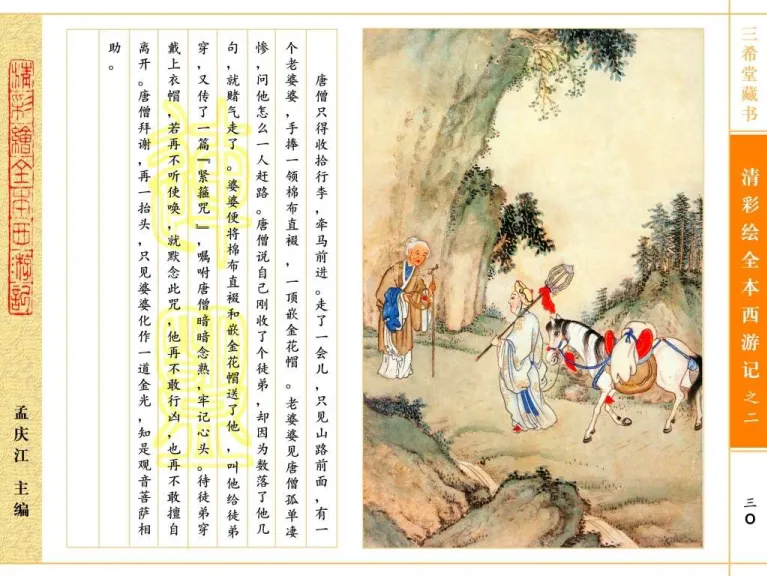 三希堂藏书
清彩绘全本西游记之二
三〇
唐僧只得收拾行李，牵马前进。走了一会儿，只见山路前面，有一
个老婆婆，手捧一领棉布直裰，一顶嵌金花帽。老婆婆见唐僧孤单凄
惨，问他怎么一人赶路。唐僧说自己刚收了个徒弟，却因为数落了他几
句，就赌气走了。婆婆便将棉布直裰和嵌金花帽送了他，叫他给徒弟
穿，又传了一篇『紧箍咒』，嘱咐唐僧暗暗念熟，牢记心头。待徒弟穿
戴上衣帽，若再不听使唤，就默念此咒，他再不敢行凶，也再不敢擅自
离开。唐僧拜谢，再一抬头，只见婆婆化作一道金光，知是观音菩萨相
助。
清彩繪全本西游記
孟庆江 主编